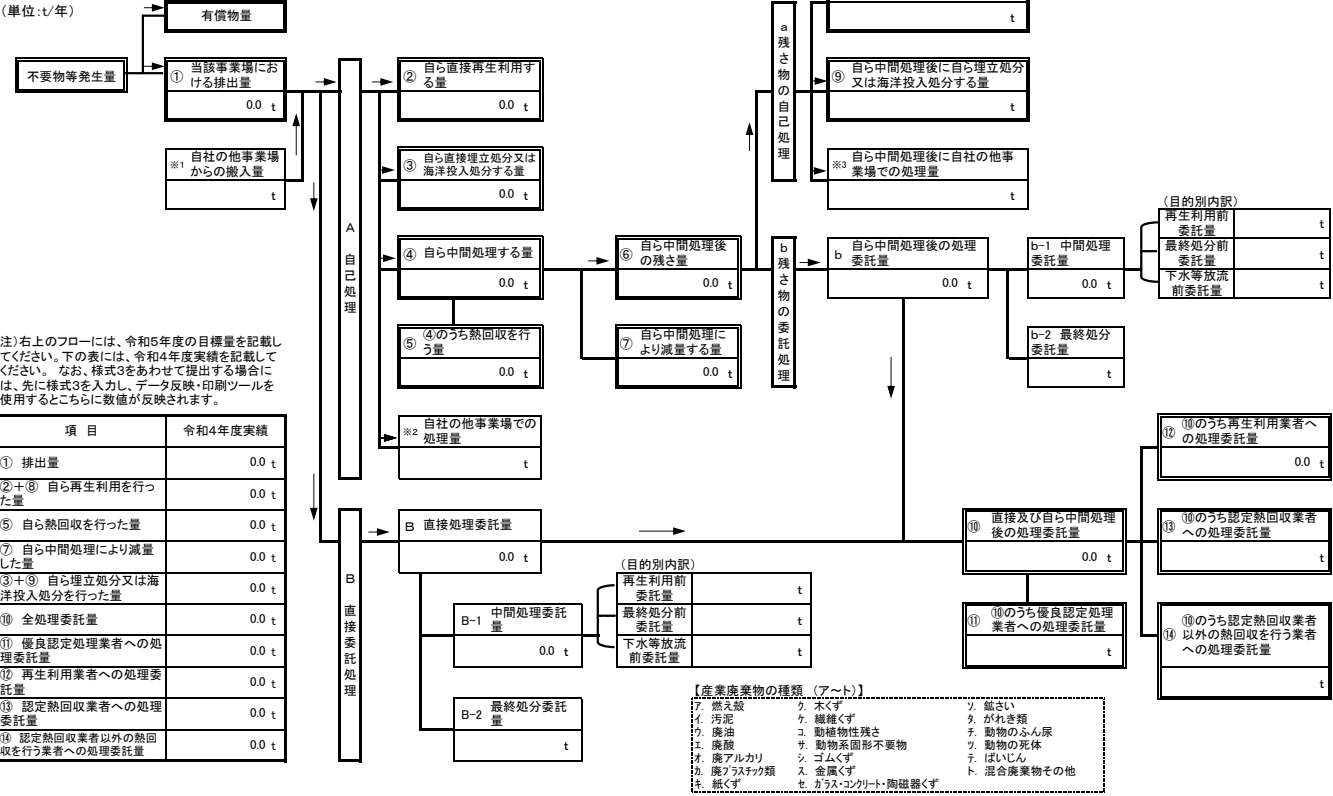 (単位:t/年)
有償物量
不要物等発生量
① 当該事業場にお
ける排出量
0.0 t
※1 自社の他事業場
からの搬入量
t
A 自己処理
② 自ら直接再生利用す
る量
0.0 t
③ 自ら直接埋立処分又は
海洋投入処分する量
0.0 t
④ 自ら中間処理する量
0.0 t
⑤ ④のうち熱回収を行
う量
0.0 t
※2 自社の他事業場での
処理量
t
⑥ 自ら中間処理後
の残さ量
0.0 t
⑦ 自ら中間処理に
より減量する量
0.0 t
a 残さ物の自己処理
t
⑨ 自ら中間処理後に自ら埋立処分
又は海洋投入処分する量
t
※3 自ら中間処理後に自社の他事
業場での処理量
t
b 残さ物の委託処理
b 自ら中間処理後の処理
委託量
0.0 t
b-1 中間処理
委託量
0.0 t
b-2 最終処分
委託量
t
(目的別内訳)
再生利用前
委託量 t
最終処分前
委託量 t
下水等放流
前委託量 t
注)右上のフローには、令和5年度の目標量を記載し
てください。下の表には、令和4年度実績を記載して
ください。 なお、様式3をあわせて提出する場合に
は、先に様式3を入力し、データ反映・印刷ツールを
使用するとこちらに数値が反映されます。
項 目 令和4年度実績
① 排出量 0.0 t
②+⑧ 自ら再生利用を行っ
た量 0.0 t
⑤ 自ら熱回収を行った量 0.0 t
⑦ 自ら中間処理により減量
した量 0.0 t
③+⑨ 自ら埋立処分又は海
洋投入処分を行った量 0.0 t
⑩ 全処理委託量 0.0 t
⑪ 優良認定処理業者への処
理委託量 0.0 t
⑫ 再生利用業者への処理委
託量 0.0 t
⑬ 認定熱回収業者への処理
委託量 0.0 t
⑭ 認定熱回収業者以外の熱回
収を行う業者への処理委託量 0.0 t
B 直接委託処理
B 直接処理委託量
0.0 t
B-1 中間処理委託
量
0.0 t
B-2 最終処分委託
量
t
(目的別内訳)
再生利用前
委託量 t
最終処分前
委託量 t
下水等放流
前委託量 t
⑩ 直接及び自ら中間処理
後の処理委託量
0.0 t
⑪ ⑩のうち優良認定処理
業者への処理委託量
t
⑫ ⑩のうち再生利用業者へ
の処理委託量
0.0 t
⑬ ⑩のうち認定熱回収業者
への処理委託量
t
⑭ ⑩のうち認定熱回収業者
以外の熱回収を行う業者
への処理委託量
t
【産業廃棄物の種類 (ア~ト)】
ア. 燃え殻
イ. 汚泥
ウ. 廃油
エ. 廃酸
オ. 廃アルカリ
カ. 廃プラスチック類
キ. 紙くず
ク. 木くず
ケ. 繊維くず
コ. 動植物性残さ
サ. 動物系固形不要物
シ. ゴムくず
ス. 金属くず
セ. ガラス・コンクリート・陶磁器くず
ソ. 鉱さい
タ. がれき類
チ. 動物のふん尿
ツ. 動物の死体
テ. ばいじん
ト. 混合廃棄物その他